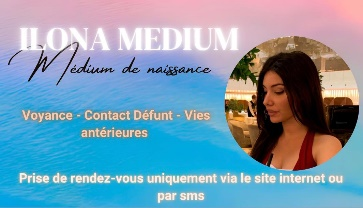 ILONA MEDIUM
Médium de naissance
Voyance - Contact Défunt - Vies
antérieures
Prise de rendez-vous uniquement via le site internet ou
par sms